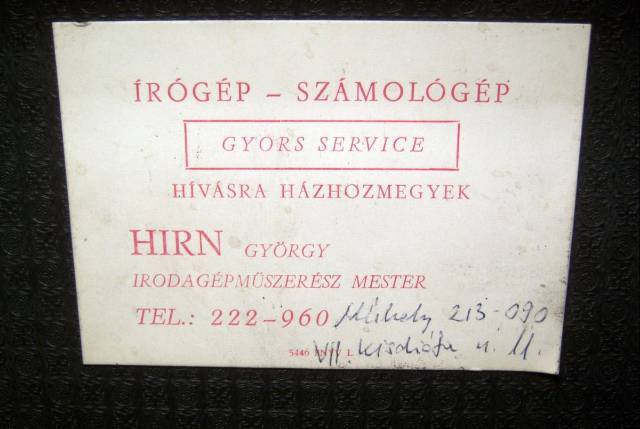 ÍRÓGÉP – SZÁMOLÓGÉP
GYORS SERVICE
HÍVÁSRA HÁZHOZMEGYEK
HIRN GYÖRGY
IRODAGÉPMŰSZERÉSZ MESTER
TEL.: 222–960 Műhely 213-090
VII. Kisdiófa u. 11.
5446